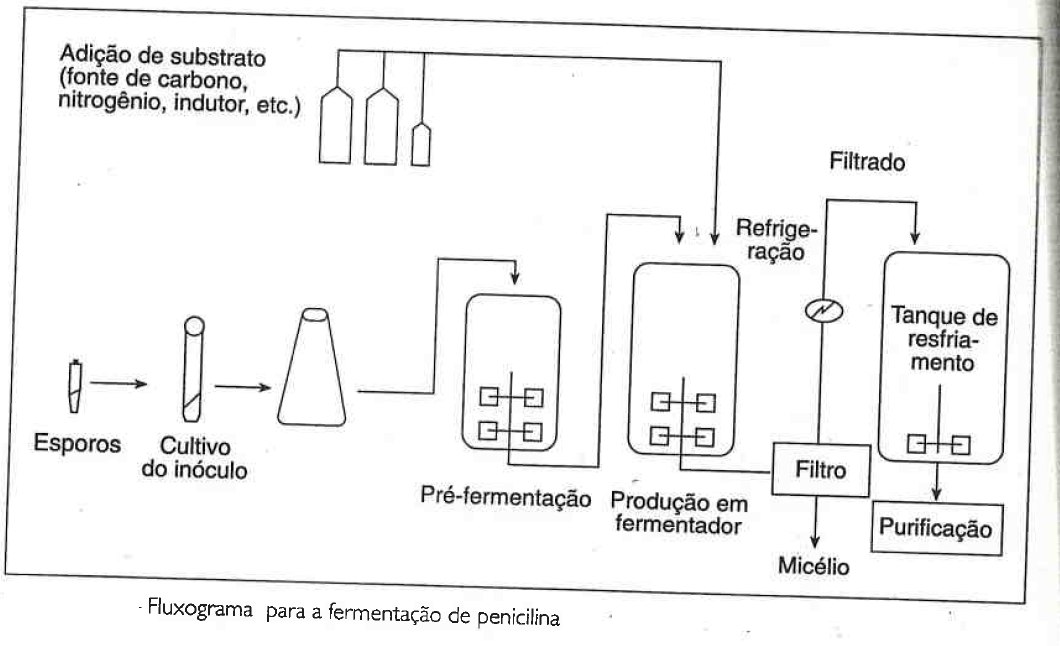 Adição de substrato
(fonte de carbono,
nitrogênio, indutor, etc.)
Filtrado
Refrige-
ração
Tanque de
resfria-
mento
Esporos
Cultivo
do inóculo
Pré-fermentação
Produção em
fermentador
Filtro
Purificação
Micélio
Fluxograma para a fermentação de penicilina